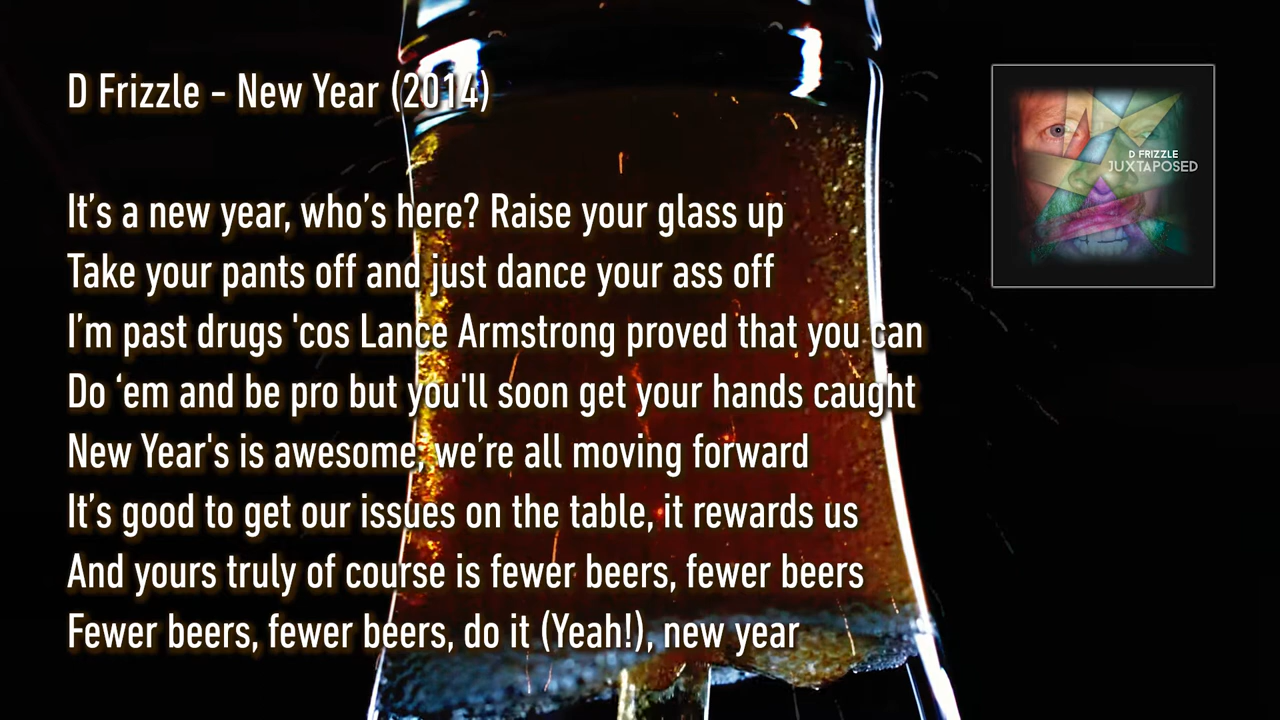 D Frizzle - New Year (2014)
D FRIZZLE
JUXTAPOSED
It’s a new year, who’s here? Raise your glass up
Take your pants off and just dance your ass off
I’m past drugs 'cos Lance Armstrong proved that you can
Do ‘em and be pro but you'll soon get your hands caught
New Year's is awesome, we’re all moving forward
It’s good to get our issues on the table, it rewards us
And yours truly of course is fewer beers, fewer beers
Fewer beers, fewer beers, do it (Yeah!), new year